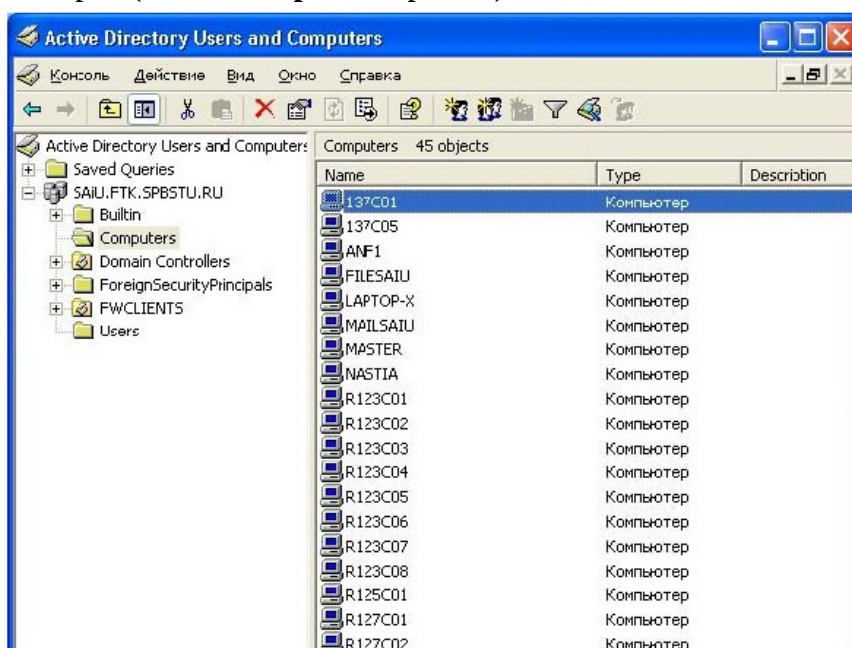 Active Directory Users and Computers
Консоль Действие Вид Окно Справка
Active Directory Users and Computers
Saved Queries
SAiU.FTK.SPBSTU.RU
Builtin
Computers
Domain Controllers
ForeignSecurityPrincipals
FWCLIENTS
Users
Computers 45 objects
Name Type Description
137C01 Компьютер
137C05 Компьютер
ANF1 Компьютер
FILESAIU Компьютер
LAPTOP-X Компьютер
MAILSAIU Компьютер
MASTER Компьютер
NASTIA Компьютер
R123C01 Компьютер
R123C02 Компьютер
R123C03 Компьютер
R123C04 Компьютер
R123C05 Компьютер
R123C06 Компьютер
R123C07 Компьютер
R123C08 Компьютер
R125C01 Компьютер
R127C01 Компьютер
R127C02 Компьютер